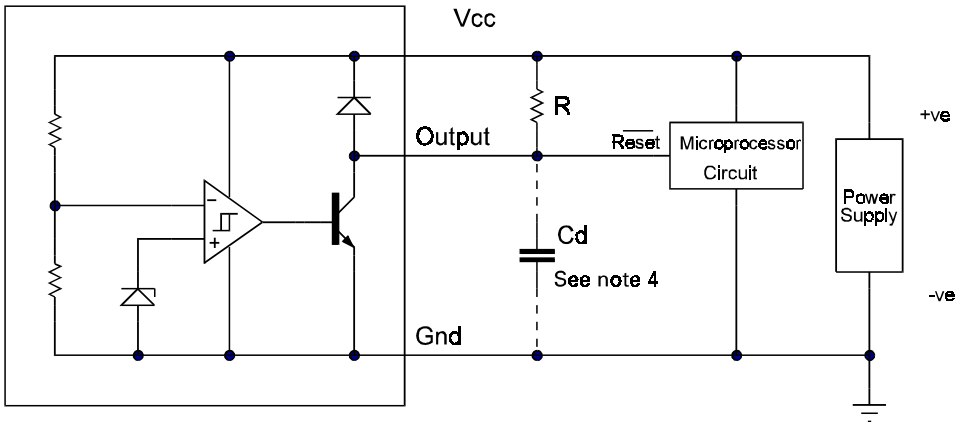 Vcc
R
+ve
Output
Reset
Microprocessor
Circuit
−
+
Power
Supply
Cd
See note 4
-ve
Gnd